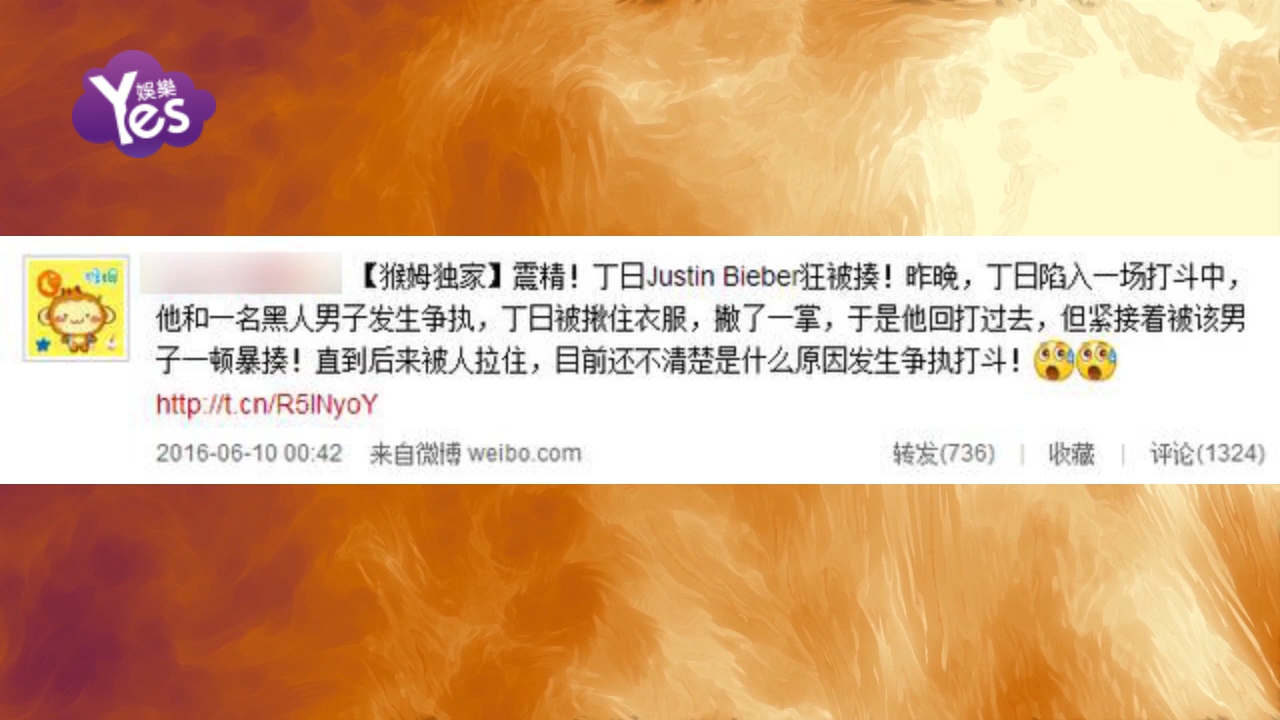 娛樂
Yes
【猴姆独家】震精！丁日Justin Bieber狂被揍！昨晚，丁日陷入一场打斗中，
他和一名黑人男子发生争执，丁日被揪住衣服，撇了一掌，于是他回打过去，但紧接着被该男
子一顿暴揍！直到后来被人拉住，目前还不清楚是什么原因发生争执打斗！
http://t.cn/R5lNyoY
2016-06-10 00:42 来自微博 weibo.com 转发(736) | 收藏 | 评论(1324)